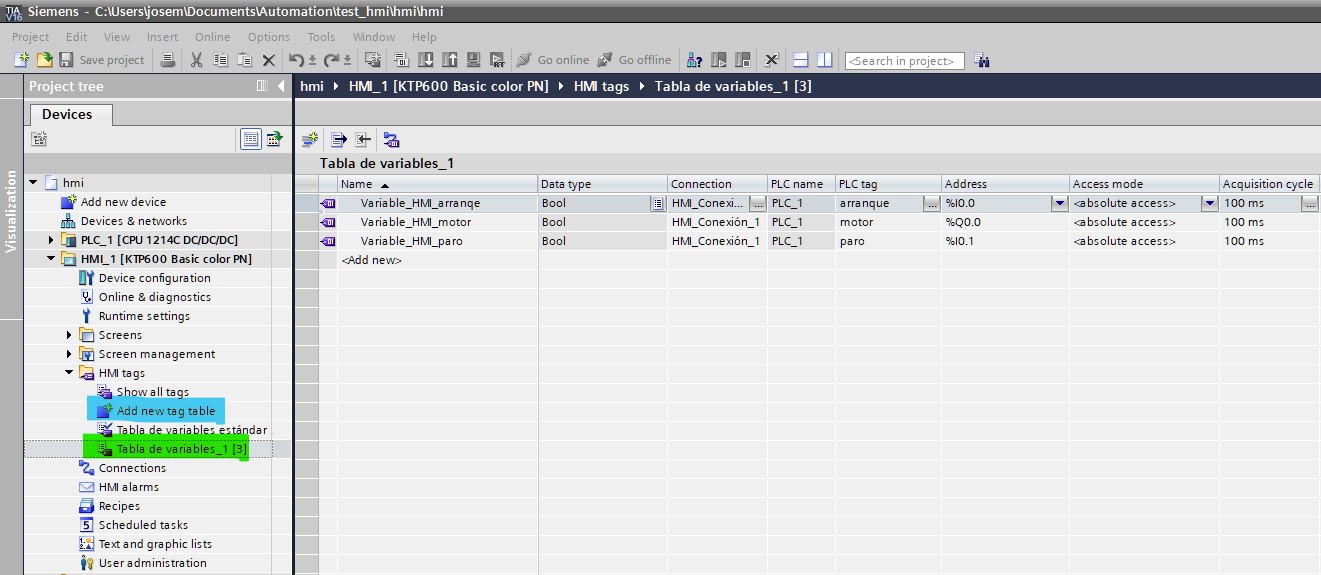 TIA V16 Siemens - C:\Users\josem\Documents\Automation\test_hmi\hmi\hmi
Project Edit View Insert Online Options Tools Window Help
Save project Go online Go offline <Search in project>
Project tree
hmi HMI_1 [KTP600 Basic color PN] HMI tags Tabla de variables_1 [3]
Devices
Visualization
Tabla de variables_1
Name Data type Connection PLC name PLC tag Address Access mode Acquisition cycle
Variable_HMI_arranqe Bool HMI_Conexi... ... PLC_1 arranque ... %I0.0 <absolute access> 100 ms ...
Variable_HMI_motor Bool HMI_Conexión_1 PLC_1 motor %Q0.0 <absolute access> 100 ms
Variable_HMI_paro Bool HMI_Conexión_1 PLC_1 paro %I0.1 <absolute access> 100 ms
<Add new>
hmi
Add new device
Devices & networks
PLC_1 [CPU 1214C DC/DC/DC]
HMI_1 [KTP600 Basic color PN]
Device configuration
Online & diagnostics
Runtime settings
Screens
Screen management
HMI tags
Show all tags
Add new tag table
Tabla de variables estándar
Tabla de variables_1 [3]
Connections
HMI alarms
Recipes
Scheduled tasks
Text and graphic lists
User administration